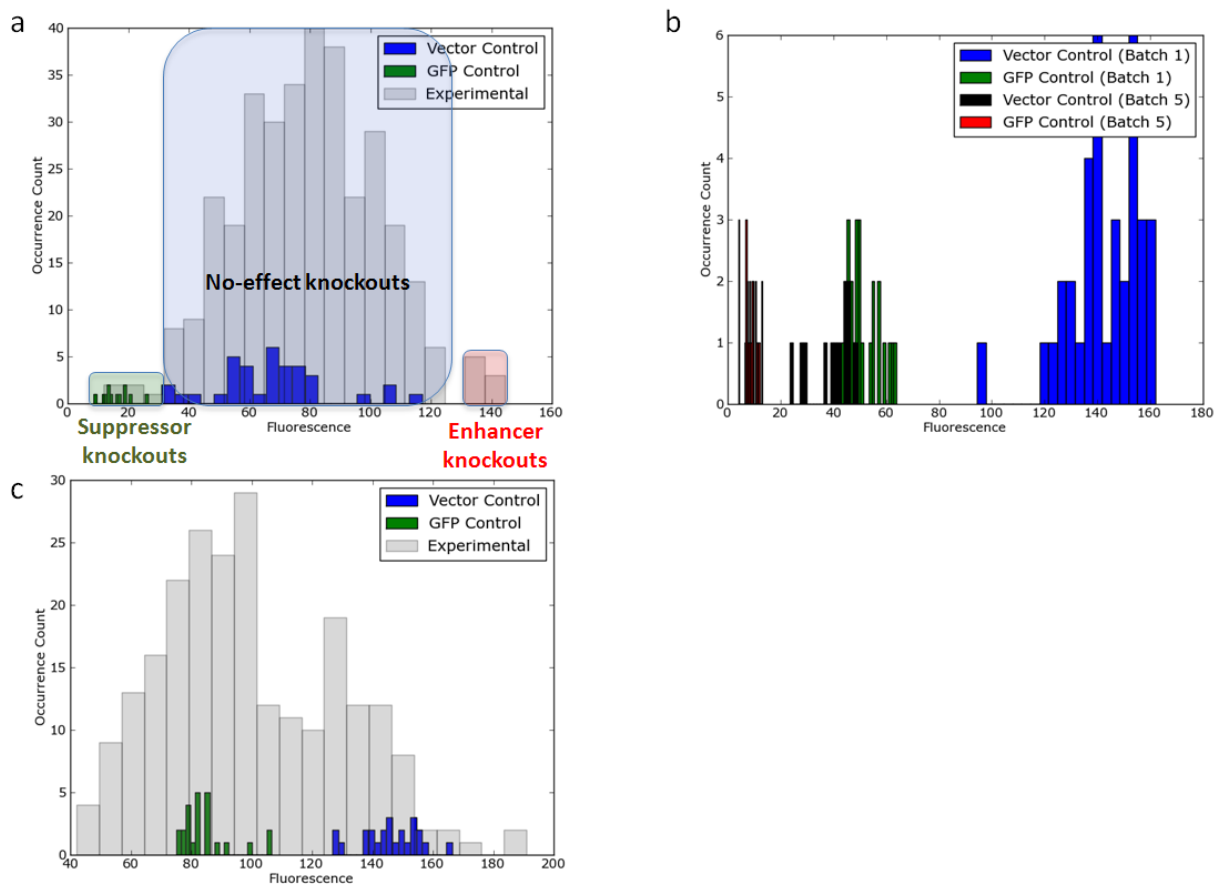 a
Vector Control
GFP Control
Experimental
No-effect knockouts
Occurrence Count
40
35
30
25
20
15
10
5
0
0 20 40 60 80 100 120 140 160
Fluorescence
Suppressor
knockouts
Enhancer
knockouts
b
Vector Control (Batch 1)
GFP Control (Batch 1)
Vector Control (Batch 5)
GFP Control (Batch 5)
Occurrence Count
6
5
4
3
2
1
0
0 20 40 60 80 100 120 140 160 180
Fluorescence
c
Vector Control
GFP Control
Experimental
Occurrence Count
30
25
20
15
10
5
0
40 60 80 100 120 140 160 180 200
Fluorescence